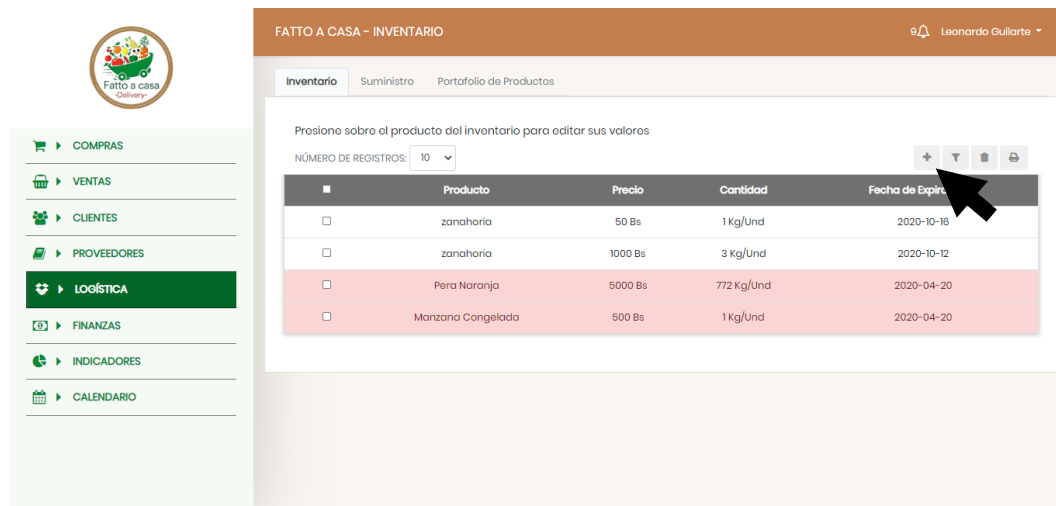 Fatto a casa
•Delivery•
COMPRAS
VENTAS
CLIENTES
PROVEEDORES
LOGÍSTICA
FINANZAS
INDICADORES
CALENDARIO
FATTO A CASA - INVENTARIO
9 Leonardo Guilarte
Inventario Suministro Portafolio de Productos
Presione sobre el producto del inventario para editar sus valores
NÚMERO DE REGISTROS: 10
Producto Precio Cantidad Fecha de
zanahoria 50 Bs 1 Kg/Und 2020-10-16
zanahoria 1000 Bs 3 Kg/Und 2020-10-12
Pera Naranja 5000 Bs 772 Kg/Und 2020-04-20
Manzana Congelada 500 Bs 1 Kg/Und 2020-04-20